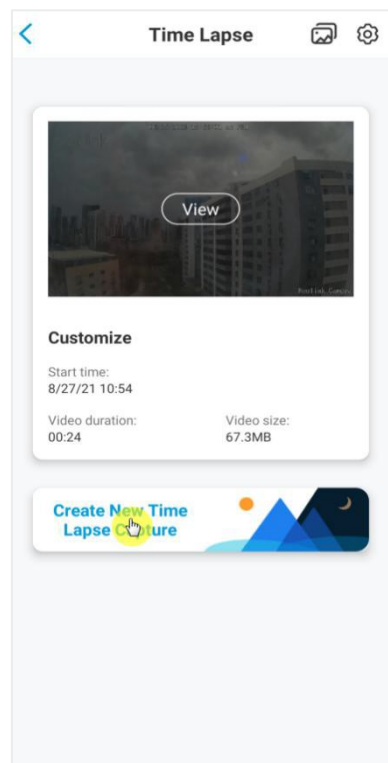 Time Lapse
View
Customize
Start time:
8/27/21 10:54
Video duration:
Video size:
00:24
67.3MB
Create New Time
Lapse Capture